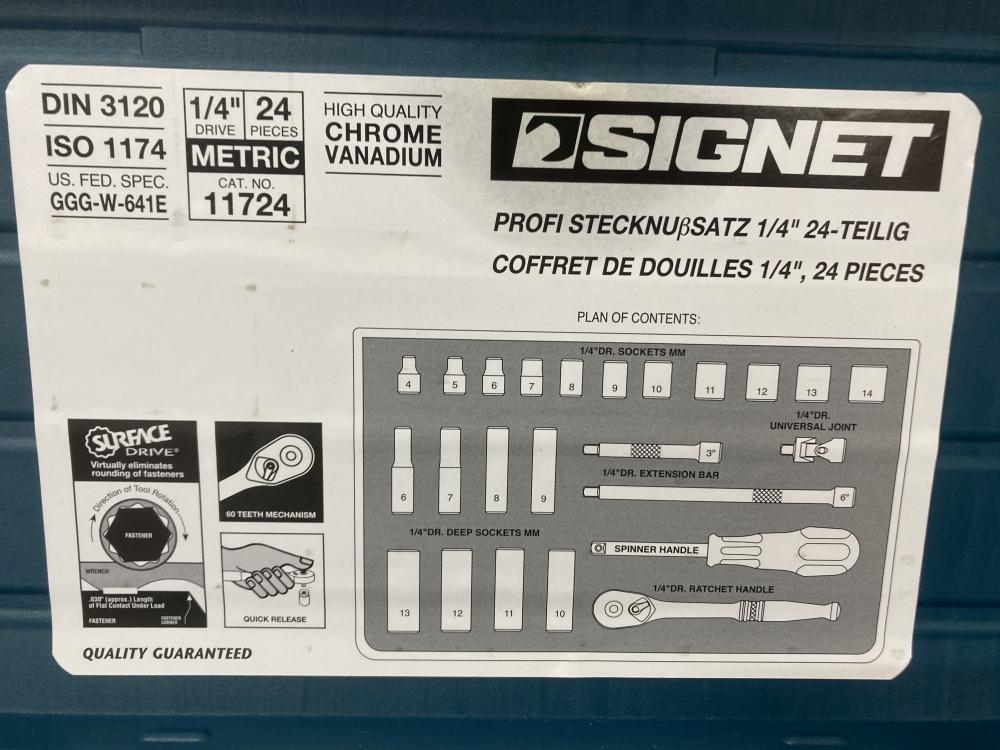 DIN 3120
ISO 1174
US. FED. SPEC.
GGG-W-641E
1/4" 24
DRIVE PIECES
METRIC
CAT. NO.
11724
HIGH QUALITY
CHROME
VANADIUM
SIGNET
PROFI STECKNUβSATZ 1/4" 24-TEILIG
COFFRET DE DOUILLES 1/4", 24 PIECES
PLAN OF CONTENTS:
1/4"DR. SOCKETS MM
4 5 6 7 8 9 10 11 12 13 14
1/4"DR.
UNIVERSAL JOINT
3"
1/4"DR. EXTENSION BAR
6"
6 7 8 9
1/4"DR. DEEP SOCKETS MM
SPINNER HANDLE
1/4"DR. RATCHET HANDLE
13 12 11 10
SURFACE
DRIVE®
Virtually eliminates
rounding of fasteners
Direction of Tool Rotation
FASTENER
WRENCH
.030" (approx.) Length
of Flat Contact Under Load
FASTENER
FASTENER
CORNER
60 TEETH MECHANISM
QUICK RELEASE
QUALITY GUARANTEED